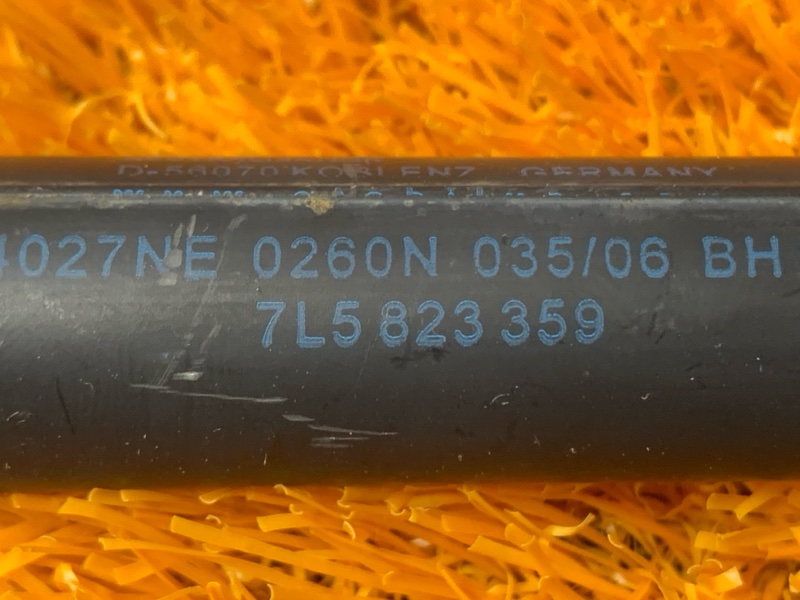 D-56070 KOBLENZ GERMANY
4027NE 0260N 035/06 BH
7L5 823 359